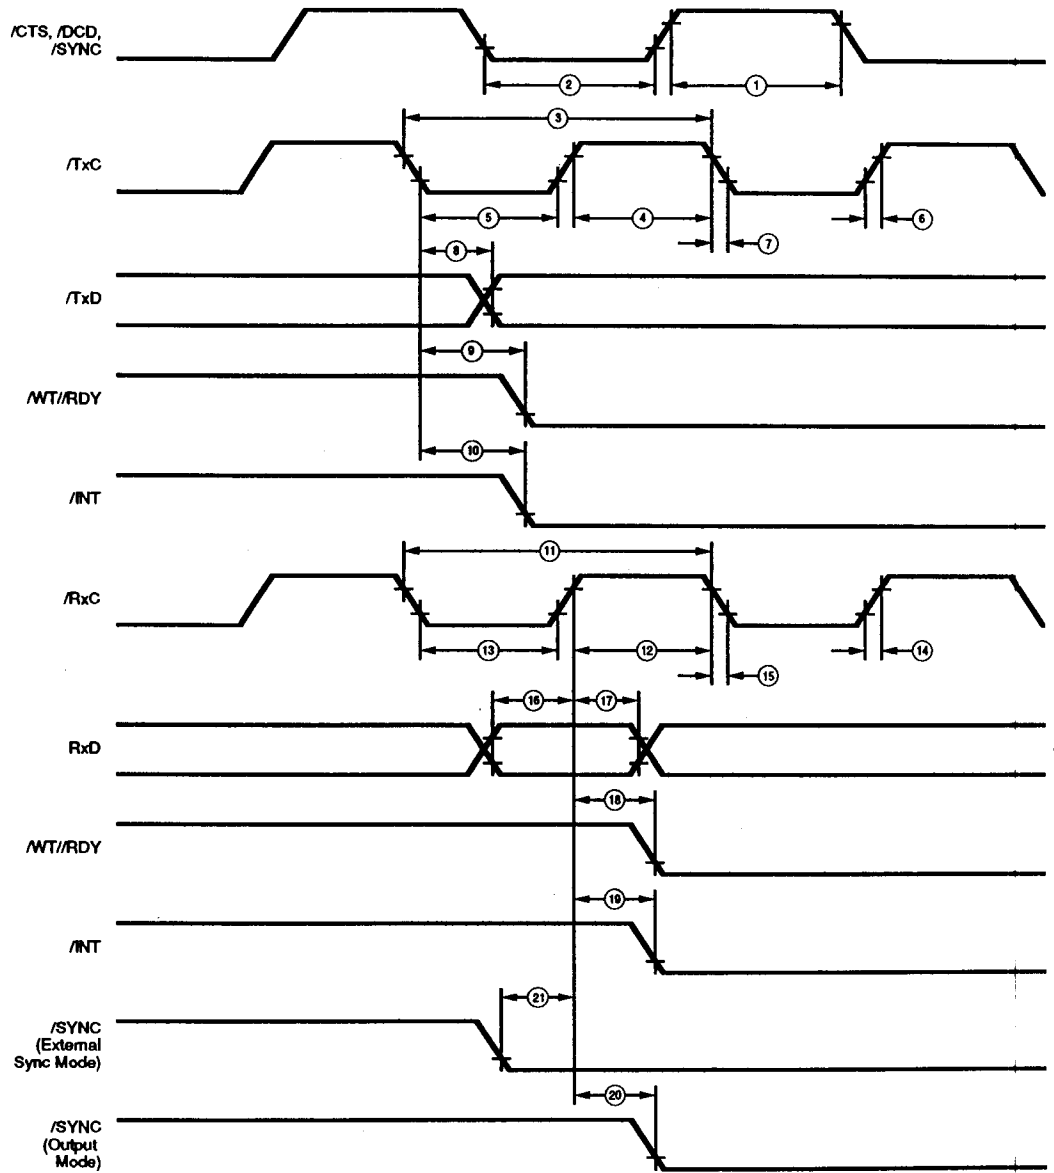 /CTS, /DCD,
/SYNC
2
1
3
/TxC
5
4
6
7
8
/TxD
9
/WT//RDY
10
/INT
11
/RxC
13
12
14
15
16
17
RxD
18
/WT//RDY
19
/INT
21
/SYNC
(External
Sync Mode)
20
/SYNC
(Output
Mode)